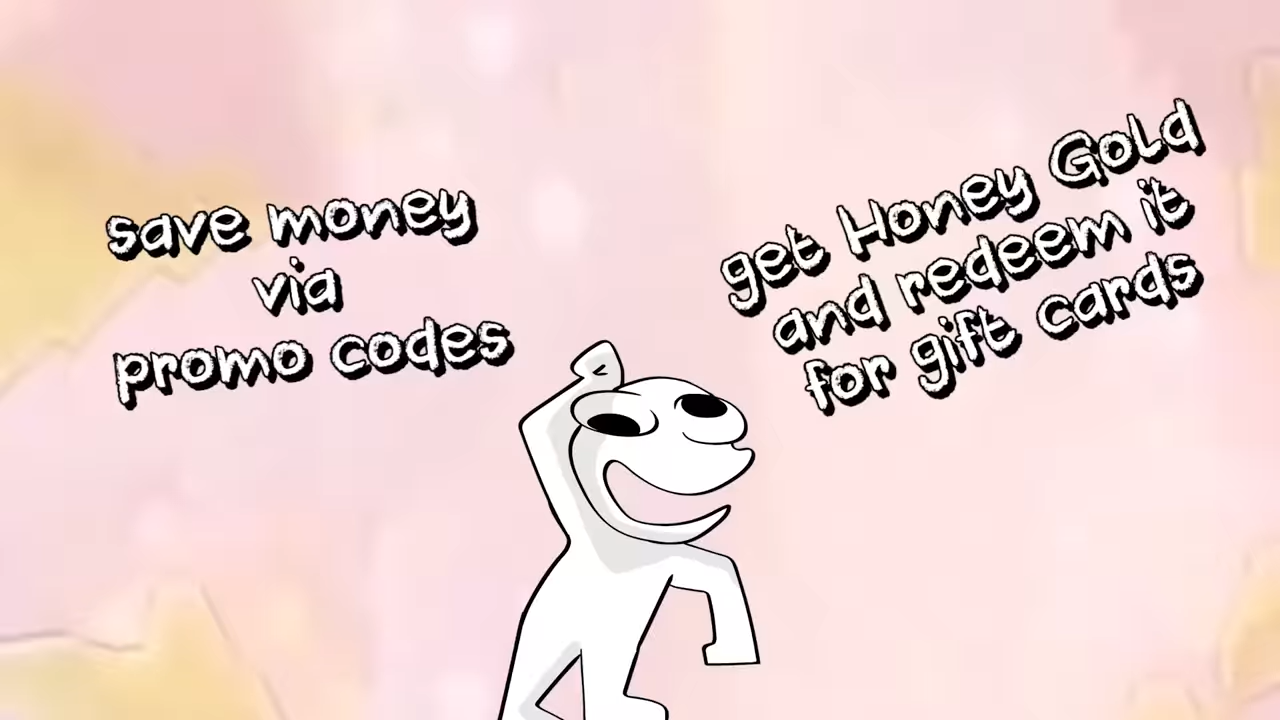 save money
via
promo codes
get Honey Gold
and redeem it
for gift cards